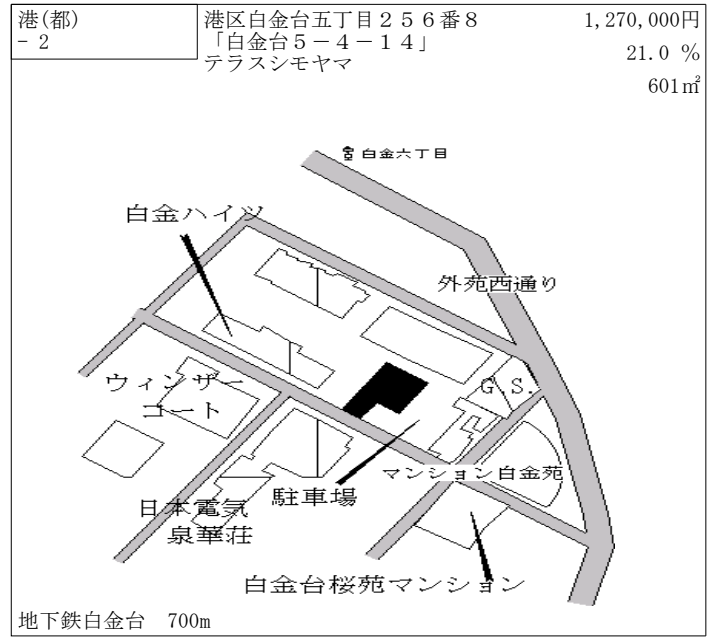 港(都)
- 2
港区白金台五丁目２５６番８
「白金台５－４－１４」
テラスシモヤマ
1,270,000円
21.0 %
601㎡
白金六丁目
白金ハイツ
外苑西通り
ウィンザー
コート
G.S.
マンション白金苑
駐車場
日本電気
泉華荘
白金台桜苑マンション
地下鉄白金台　700m